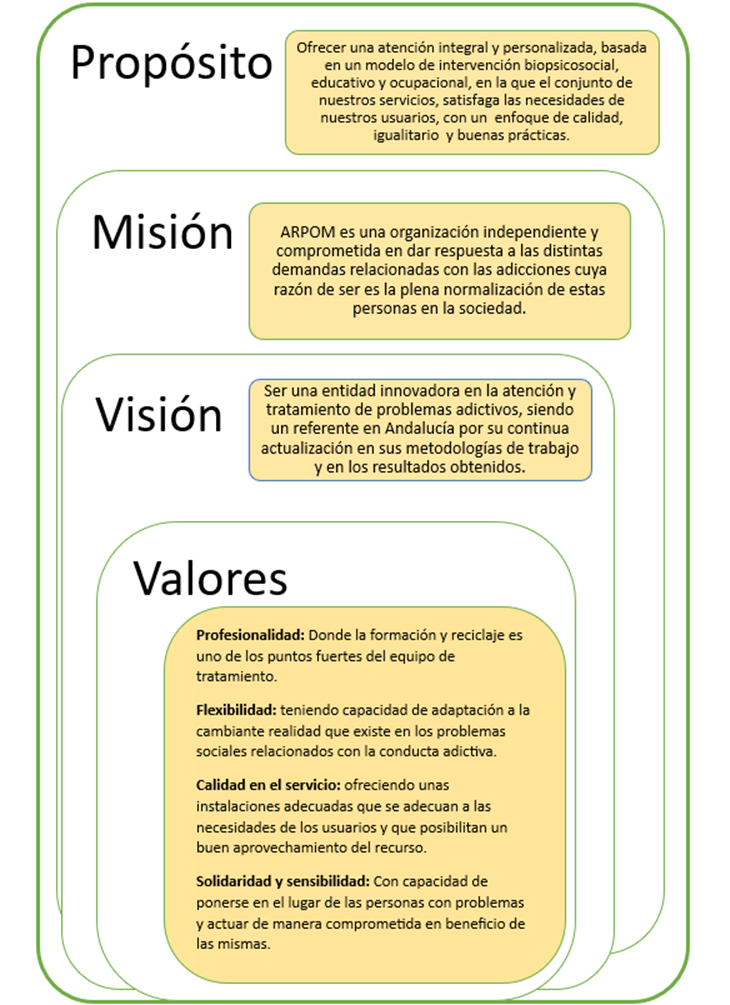 Propósito
Ofrecer una atención integral y personalizada, basada
en un modelo de intervención biopsicosocial,
educativo y ocupacional, en la que el conjunto de
nuestros servicios, satisfaga las necesidades de
nuestros usuarios, con un enfoque de calidad,
igualitario y buenas prácticas.
Misión
ARPOM es una organización independiente y
comprometida en dar respuesta a las distintas
demandas relacionadas con las adicciones cuya
razón de ser es la plena normalización de estas
personas en la sociedad.
Visión
Ser una entidad innovadora en la atención y
tratamiento de problemas adictivos, siendo
un referente en Andalucía por su continua
actualización en sus metodologías de trabajo
y en los resultados obtenidos.
Valores
Profesionalidad: Donde la formación y reciclaje es
uno de los puntos fuertes del equipo de
tratamiento.
Flexibilidad: teniendo capacidad de adaptación a la
cambiante realidad que existe en los problemas
sociales relacionados con la conducta adictiva.
Calidad en el servicio: ofreciendo unas
instalaciones adecuadas que se adecuan a las
necesidades de los usuarios y que posibilitan un
buen aprovechamiento del recurso.
Solidaridad y sensibilidad: Con capacidad de
ponerse en el lugar de las personas con problemas
y actuar de manera comprometida en beneficio de
las mismas.